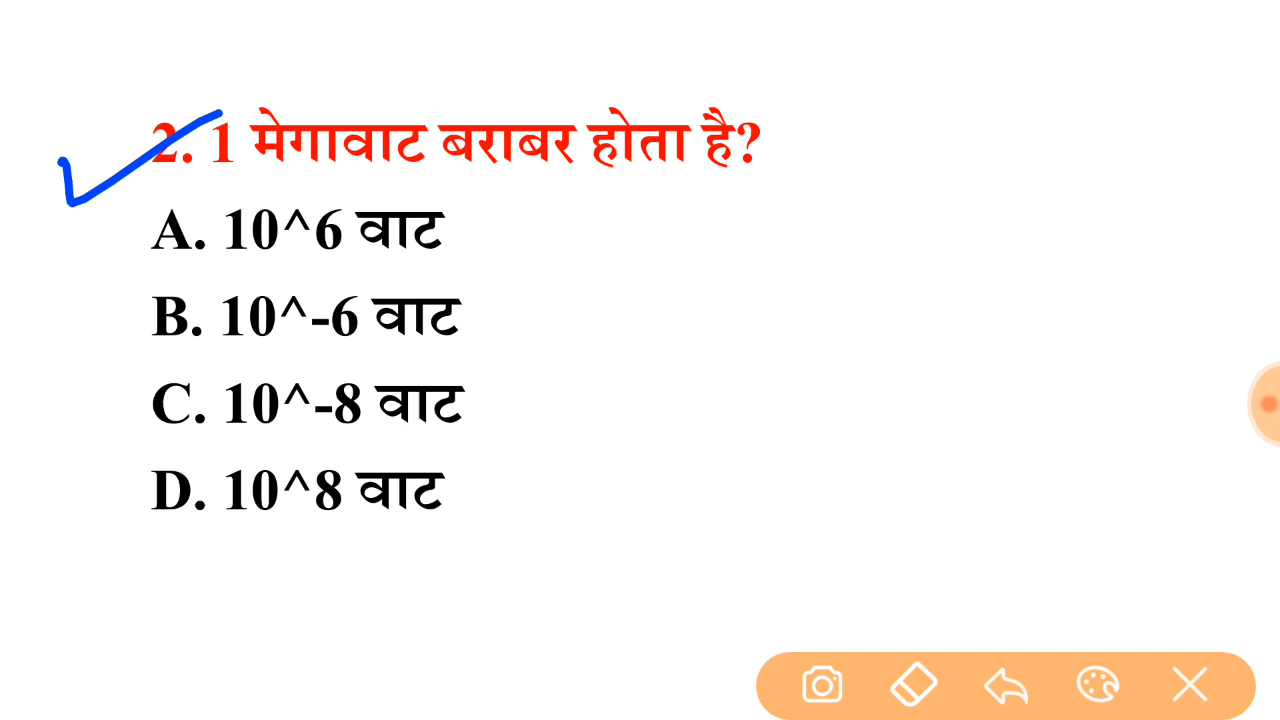 2. 1 मेगावाट बराबर होता है?
A. 10^6 वाट
B. 10^-6 वाट
C. 10^-8 वाट
D. 10^8 वाट